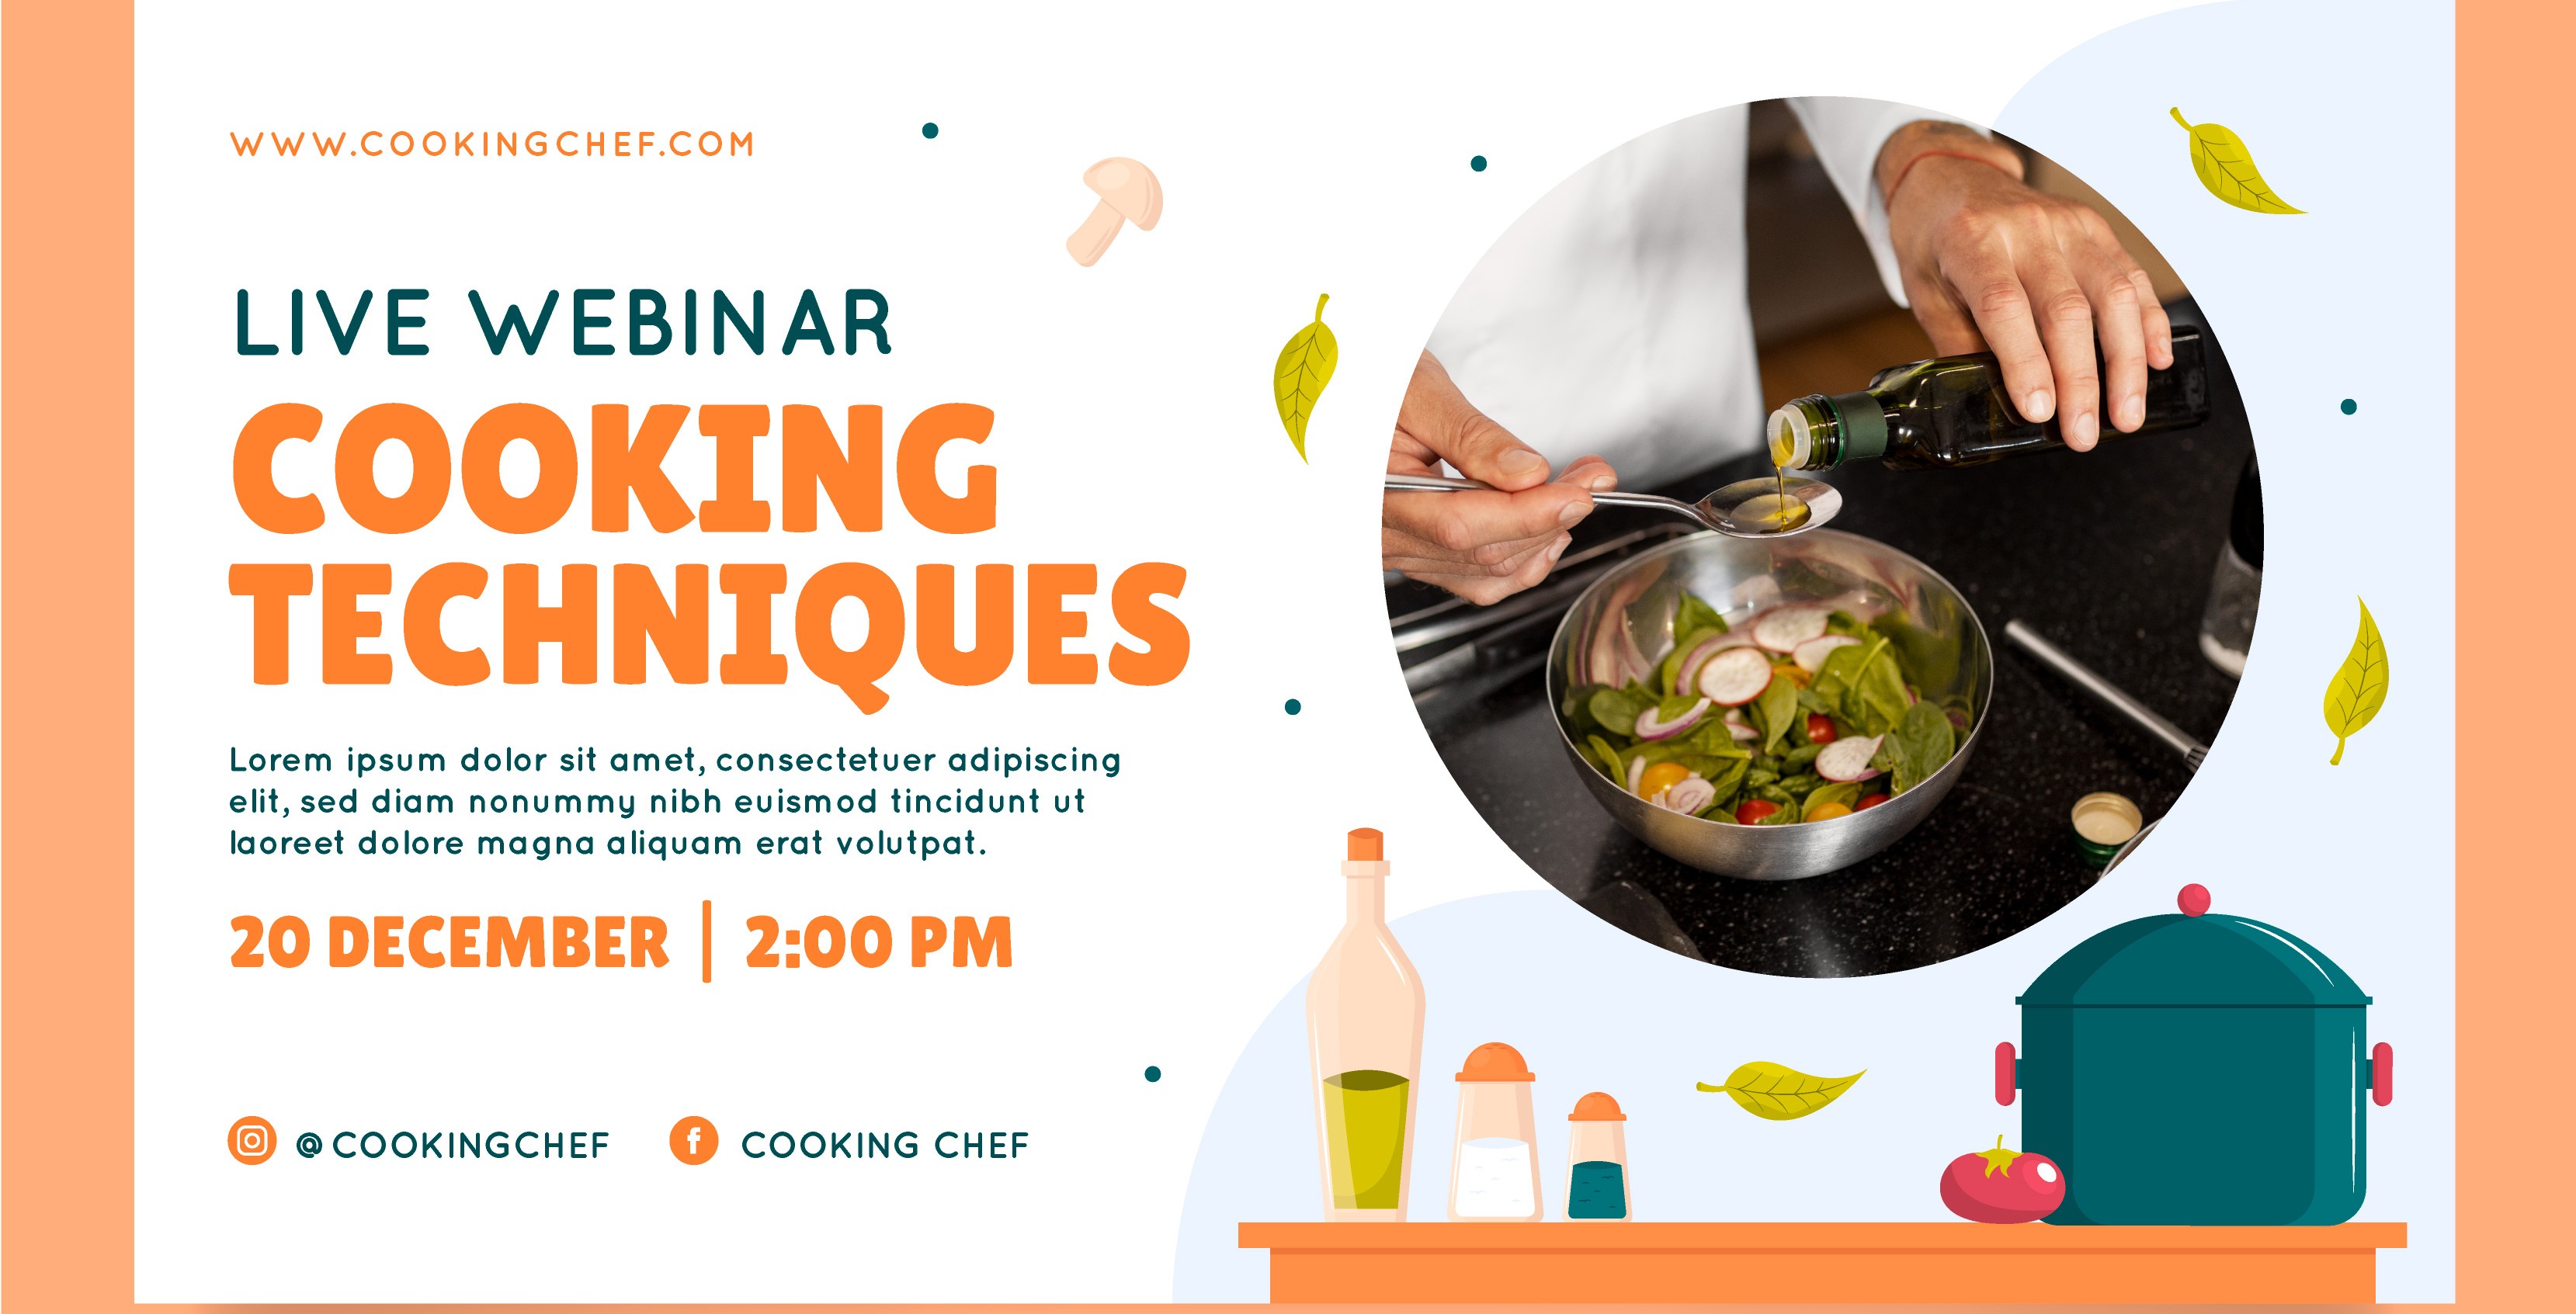 WWW.COOKINGCHEF.COM
LIVE WEBINAR
COOKING
TECHNIQUES
Lorem ipsum dolor sit amet, consectetuer adipiscing
elit, sed diam nonummy nibh euismod tincidunt ut
laoreet dolore magna aliquam erat volutpat.
20 DECEMBER | 2:00 PM
@COOKINGCHEF f COOKING CHEF